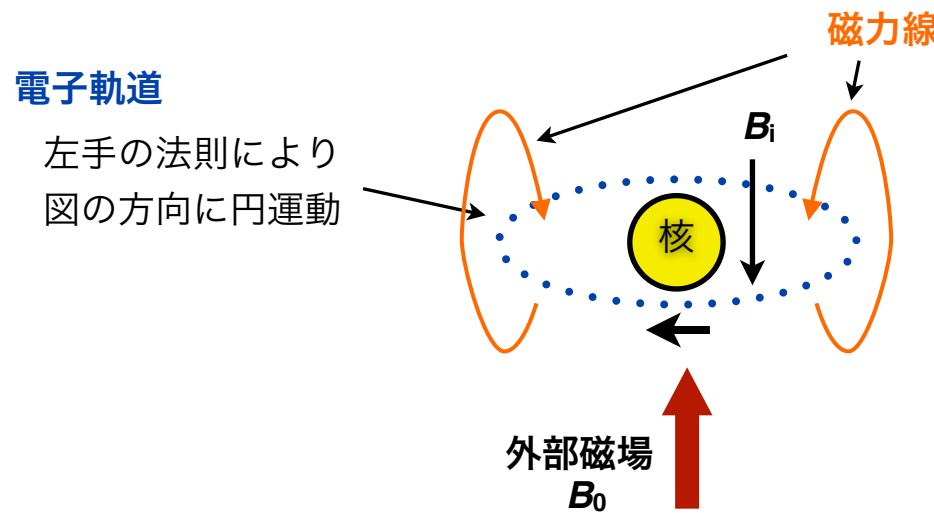 磁力線
電子軌道
左手の法則により
図の方向に円運動
Bi
核
外部磁場
B0